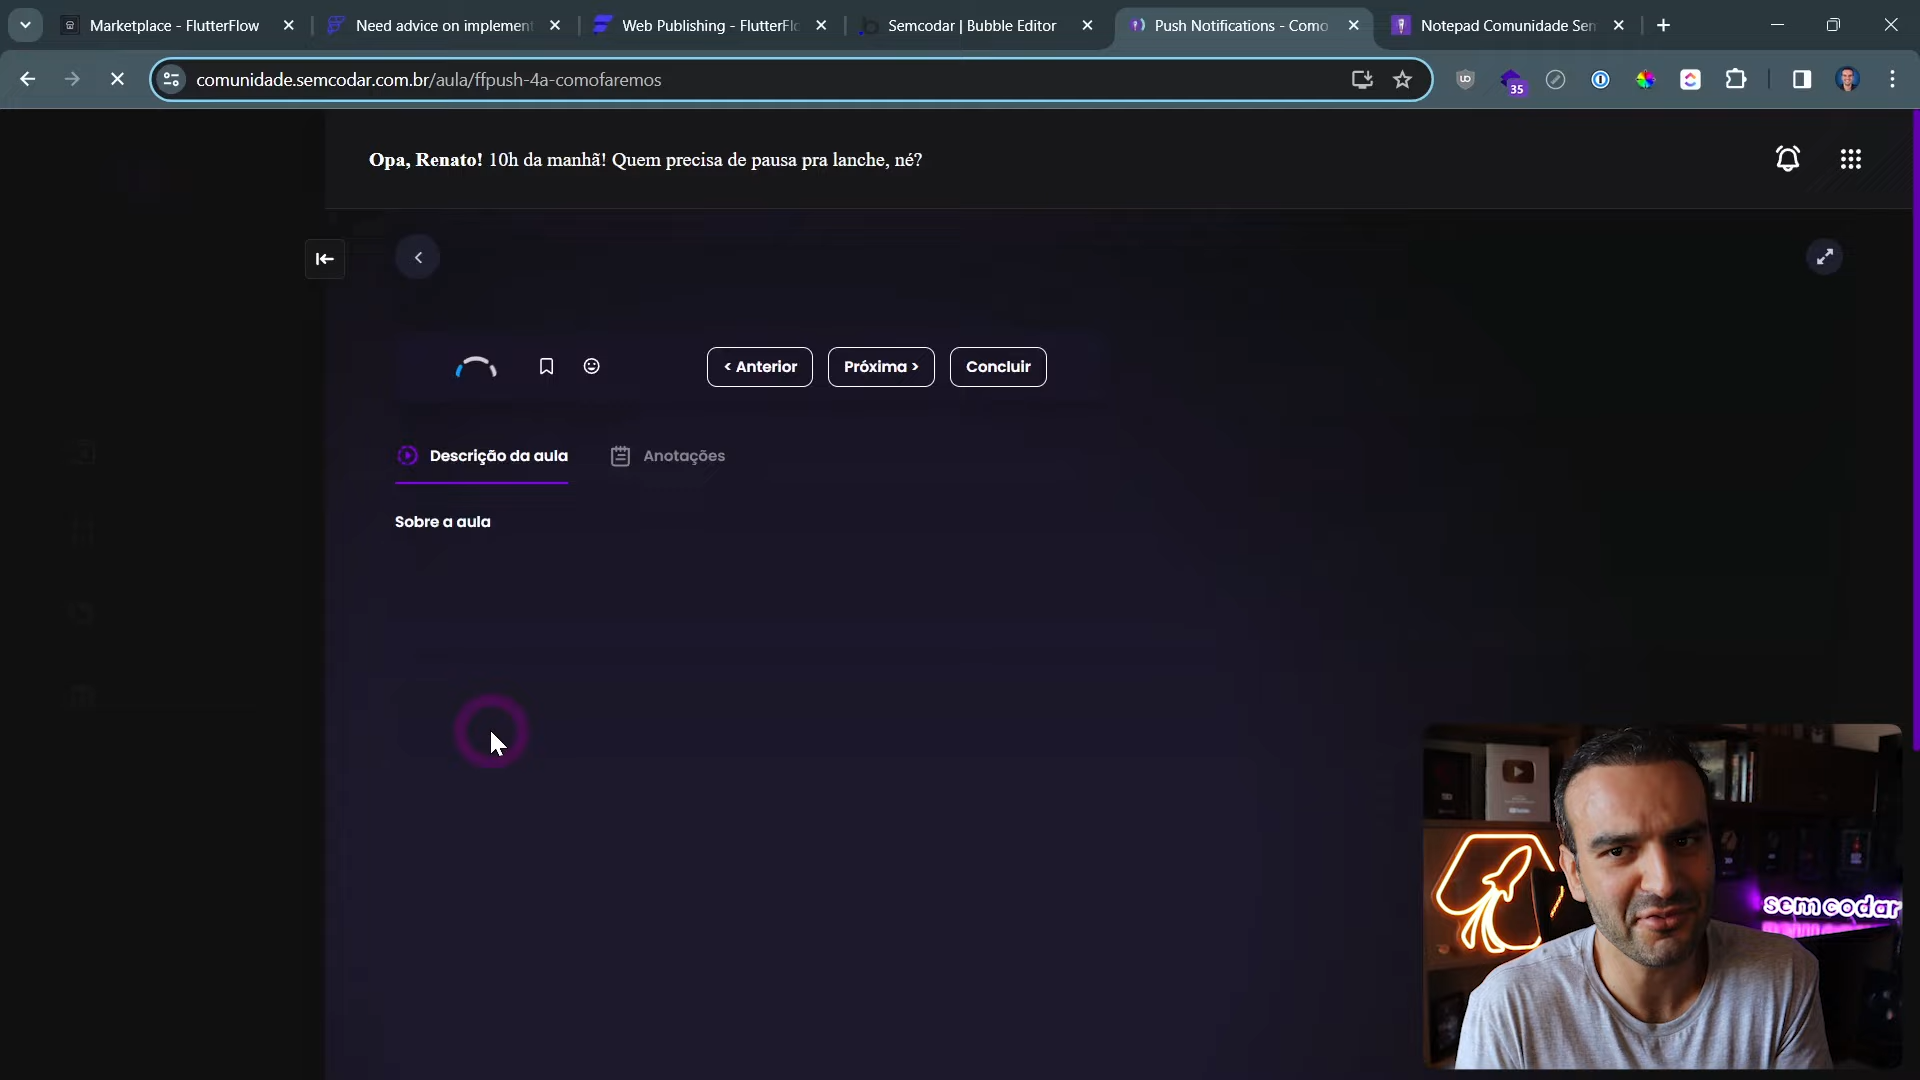 Marketplace - FlutterFlow
Need advice on implement
Web Publishing - FlutterFlo
Semcodar | Bubble Editor
Push Notifications - Como
Notepad Comunidade Sem
comunidade.semcodar.com.br/aula/ffpush-4a-comofaremos
35
Opa, Renato! 10h da manhã! Quem precisa de pausa pra lanche, né?
< Anterior
Próxima >
Concluir
Descrição da aula
Anotações
Sobre a aula
sem codar